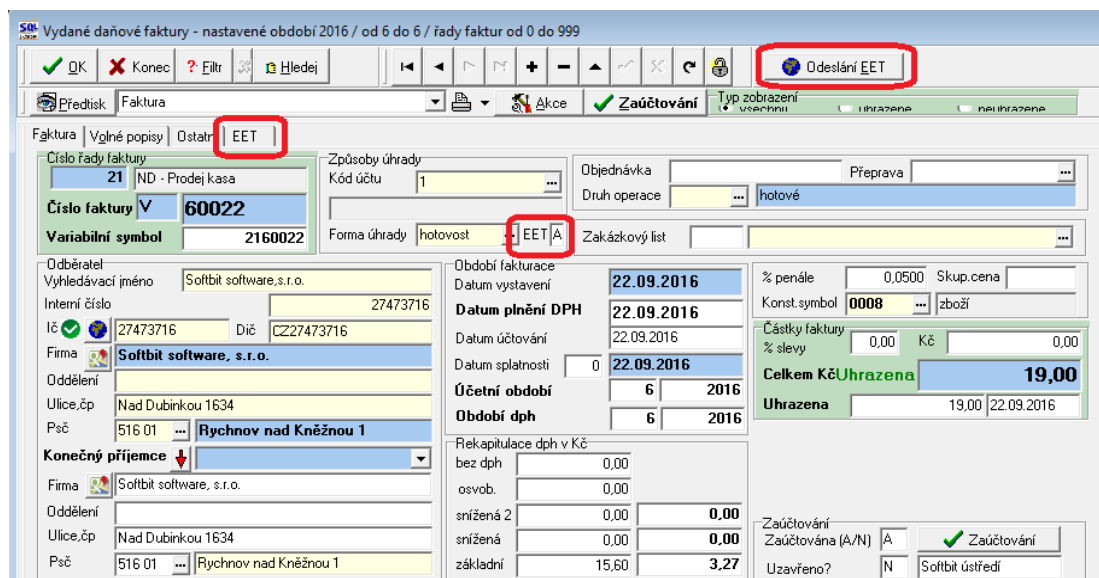 Vydané daňové faktury - nastavené období 2016 / od 6 do 6 / řady faktur od 0 do 999
OK Konec Filtr Hledej Odeslání EET
Předtisk Faktura Akce Zaúčtování Typ zobrazení
všechny uhrazene neuhrazene
Faktura Volné popisy Ostatn EET
Číslo řady faktury Způsoby úhrady
21 ND - Prodej kasa Kód účtu 1 ... Objednávka Přeprava ...
Druh operace ... hotové
Číslo faktury V 60022
Variabilní symbol 2160022 Forma úhrady hotovost EET A Zakázkový list ...
Odběratel Období fakturace
Vyhledávací jméno Softbit software,s.r.o. Datum vystavení 22.09.2016 % penále 0,0500 Skup.cena
Interní číslo 27473716 Datum plnění DPH 22.09.2016 Konst.symbol 0008 ... zboží
Ič 27473716 Dič CZ27473716 Datum účtování 22.09.2016 Částky faktury
% slevy 0,00 Kč 0,00
Firma Softbit software, s.r.o. Datum splatnosti 0 22.09.2016 Celkem Kč Uhrazena 19,00
Oddělení Účetní období 6 2016
Ulice,čp Nad Dubinkou 1634 Uhrazena 19,00 22.09.2016
Psč 516 01 ... Rychnov nad Kněžnou 1 Období dph 6 2016
Konečný příjemce Rekapitulace dph v Kč
bez dph 0,00
Firma Softbit software, s.r.o. osvob. 0,00
Oddělení snížená 2 0,00 0,00 Zaúčtování
Ulice,čp Nad Dubinkou 1634 snížená 0,00 0,00 Zaúčtována (A/N) A Zaúčtování
Psč 516 01 ... Rychnov nad Kněžnou 1 základní 15,60 3,27 Uzavřeno? N Softbit ústředí